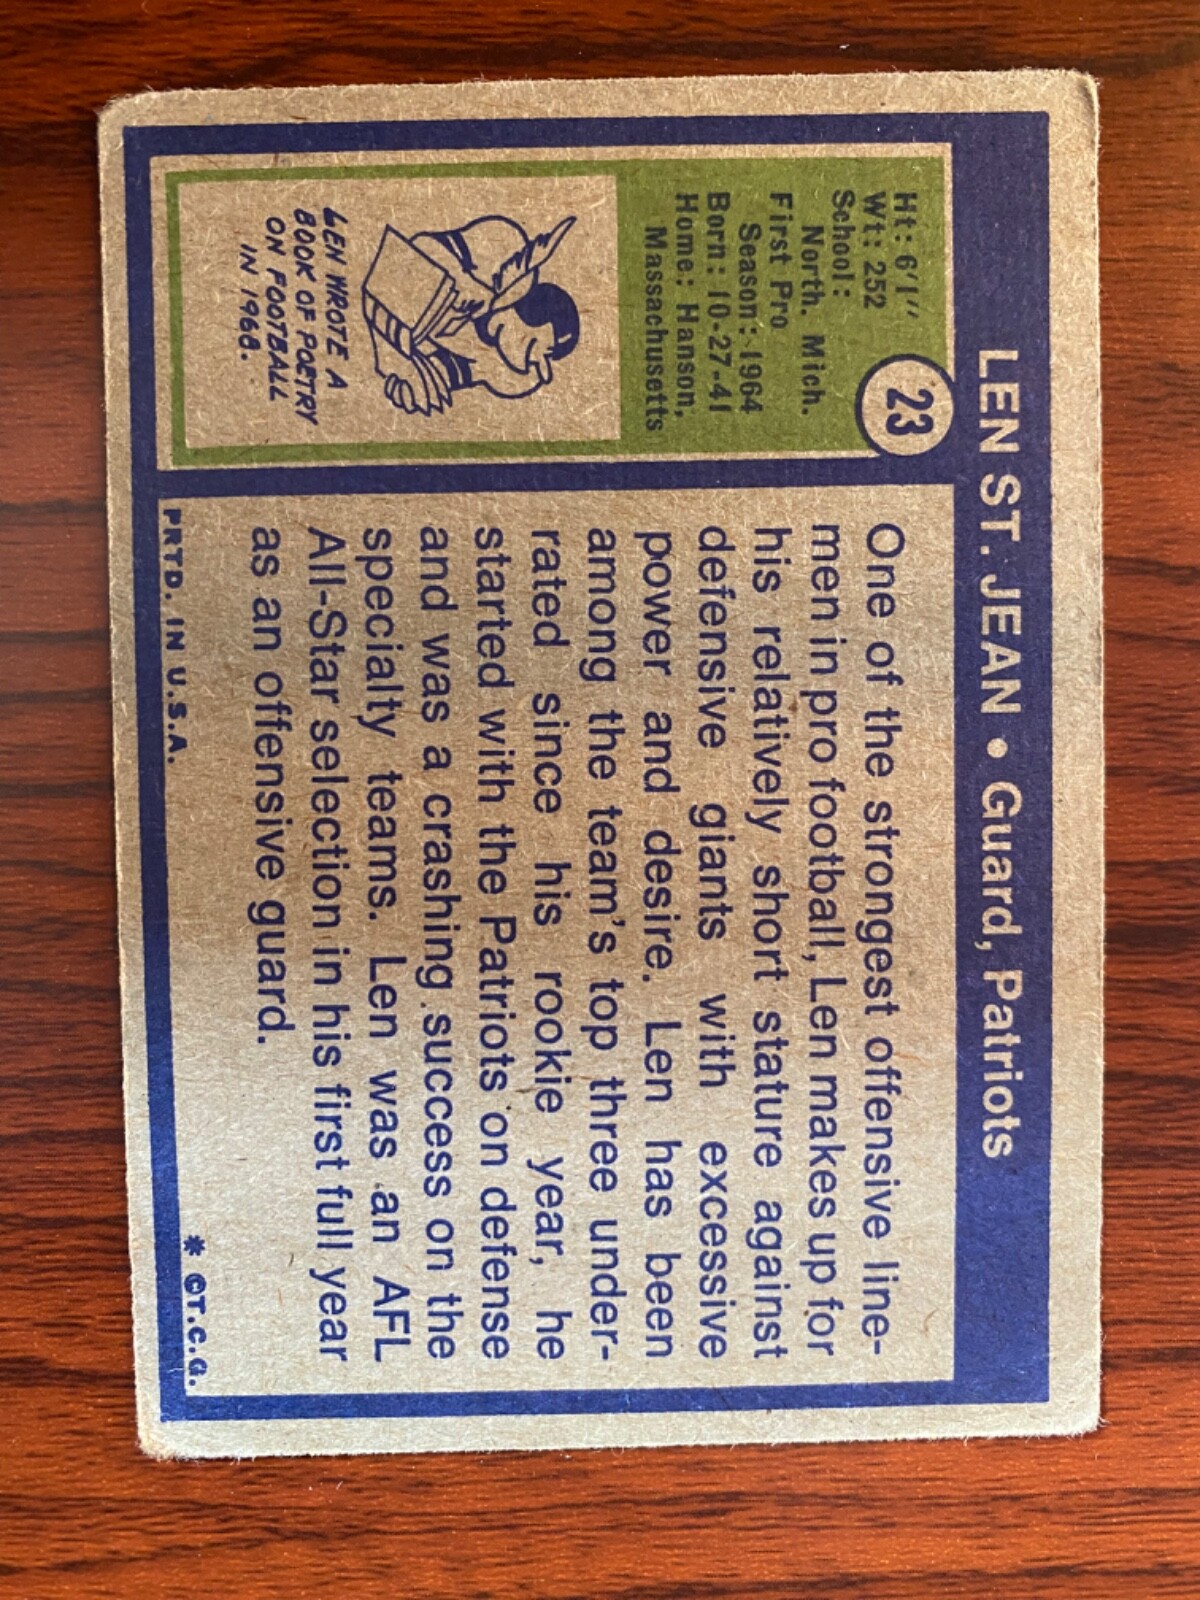 LEN ST. JEAN • Guard, Patriots
23
Ht: 6'1"
Wt: 252
School:
North. Mich.
First Pro
Season: 1964
Born: 10-27-41
Home: Hanson,
Massachusetts
LEN WROTE A
BOOK OF POETRY
ON FOOTBALL
IN 1968.
One of the strongest offensive line-
men in pro football, Len makes up for
his relatively short stature against
defensive giants with excessive
power and desire. Len has been
among the team's top three under-
rated since his rookie year, he
started with the Patriots on defense
and was a crashing success on the
specialty teams. Len was an AFL
All-Star selection in his first full year
as an offensive guard.
PRTD. IN U.S.A.
* ©T.C.G.